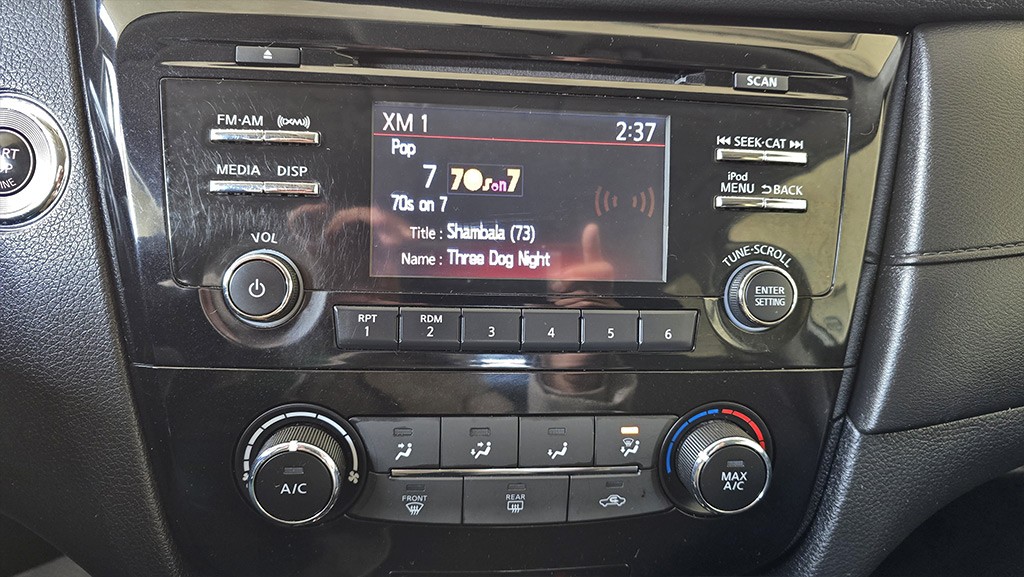 SCAN
FM·AM
MEDIA DISP
VOL
XM 1 2:37
Pop
7 70s on 7
70s on 7
Title : Shambala (73)
Name : Three Dog Night
SEEK·CAT
iPod
MENU BACK
TUNE·SCROLL
ENTER
SETTING
RPT RDM
1 2 3 4 5 6
A/C
FRONT REAR
MAX
A/C